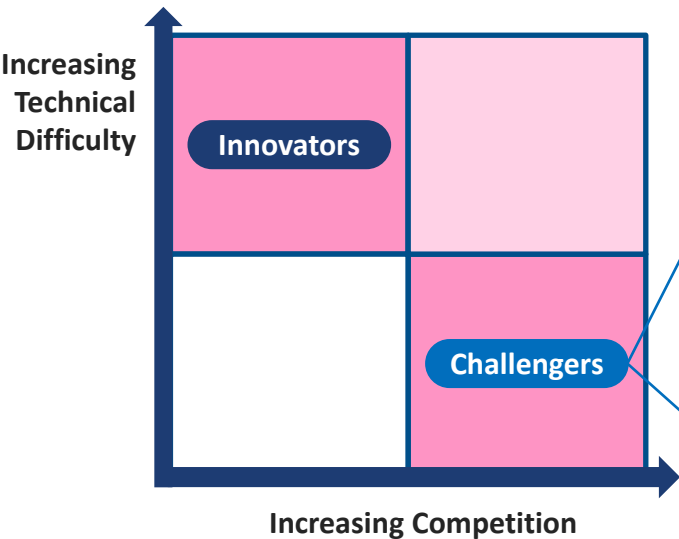 Increasing
Technical
Difficulty
Innovators
Challengers
Increasing Competition